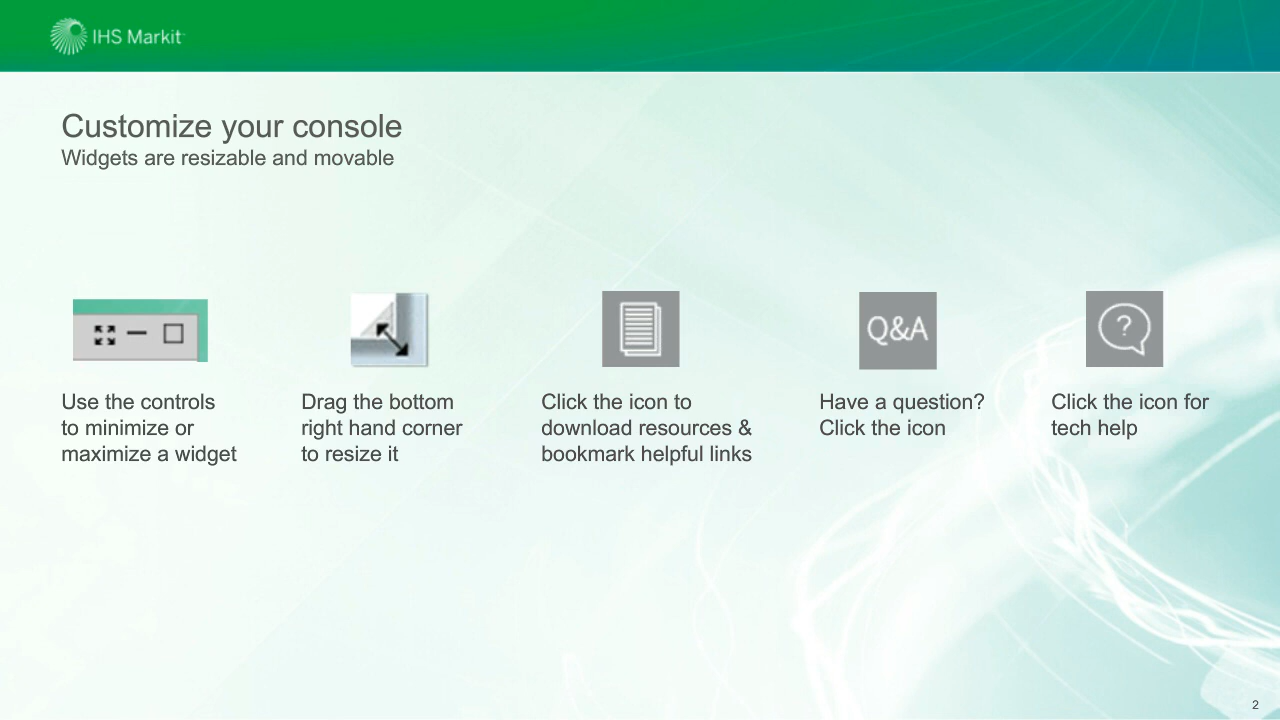 IHS Markit
Customize your console
Widgets are resizable and movable
Q&A
?
Use the controls
to minimize or
maximize a widget
Drag the bottom
right hand corner
to resize it
Click the icon to
download resources &
bookmark helpful links
Have a question?
Click the icon
Click the icon for
tech help
2